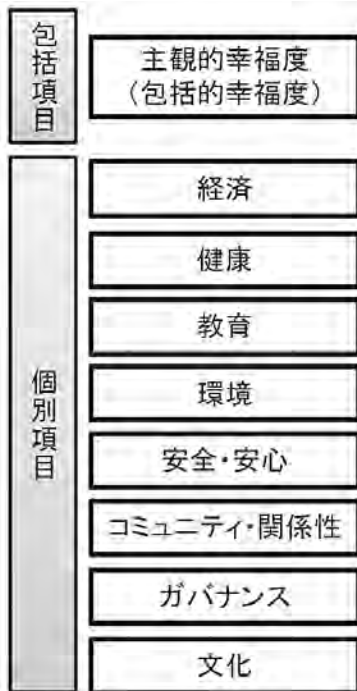 包括項目
主観的幸福度
（包括的幸福度）
個別項目
経済
健康
教育
環境
安全・安心
コミュニティ・関係性
ガバナンス
文化